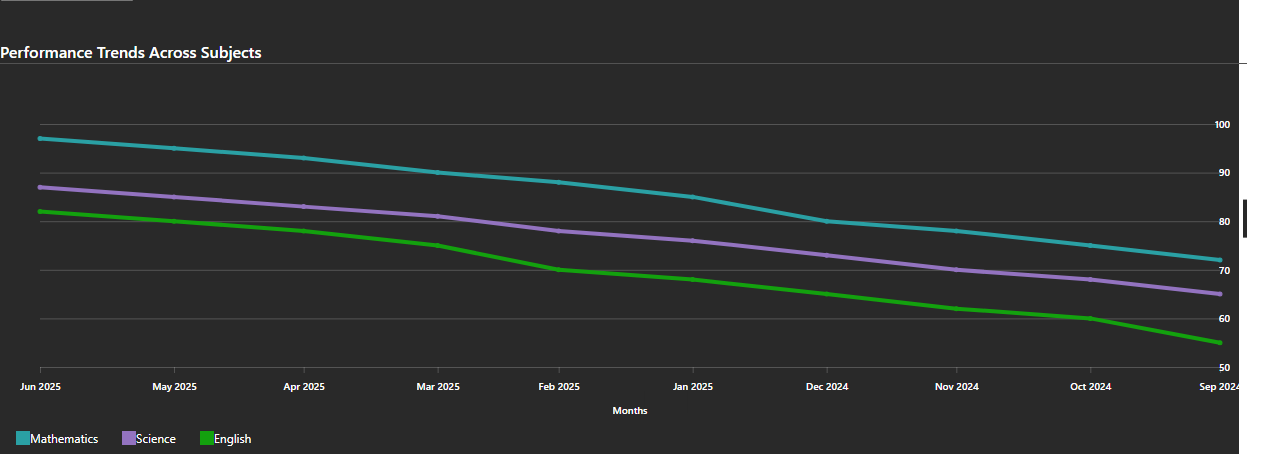 Performance Trends Across Subjects
100
90
80
70
60
50
Jun 2025 May 2025 Apr 2025 Mar 2025 Feb 2025 Jan 2025 Dec 2024 Nov 2024 Oct 2024 Sep 2024
Months
Mathematics Science English